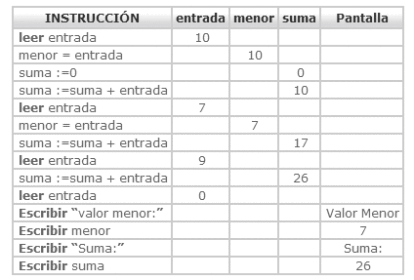 INSTRUCCIÓN entrada menor suma Pantalla
leer entrada 10
menor = entrada 10
suma :=0 0
suma :=suma + entrada 10
leer entrada 7
menor = entrada 7
suma :=suma + entrada 17
leer entrada 9
suma :=suma + entrada 26
leer entrada 0
Escribir “valor menor:” Valor Menor
Escribir menor 7
Escribir “Suma:” Suma:
Escribir suma 26